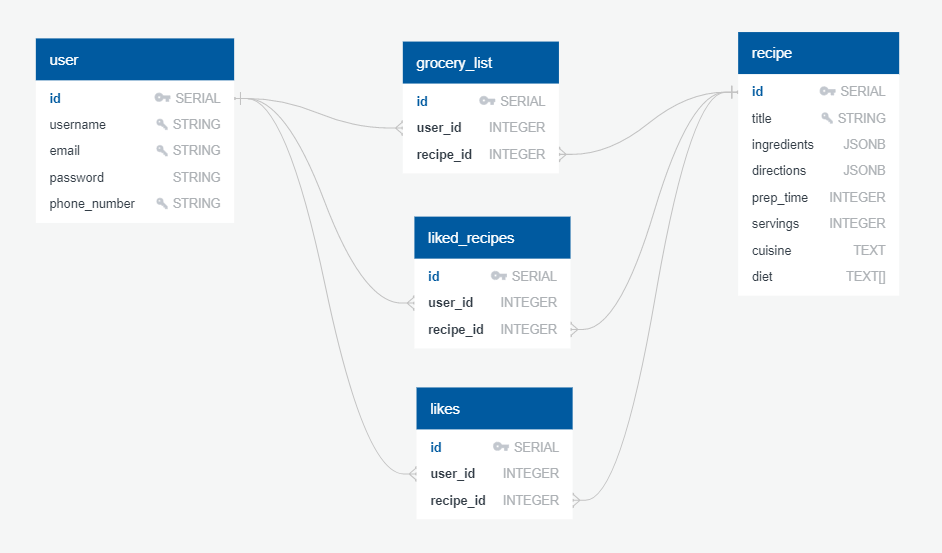 user
id SERIAL
username STRING
email STRING
password STRING
phone_number STRING
grocery_list
id SERIAL
user_id INTEGER
recipe_id INTEGER
liked_recipes
id SERIAL
user_id INTEGER
recipe_id INTEGER
likes
id SERIAL
user_id INTEGER
recipe_id INTEGER
recipe
id SERIAL
title STRING
ingredients JSONB
directions JSONB
prep_time INTEGER
servings INTEGER
cuisine TEXT
diet TEXT[]